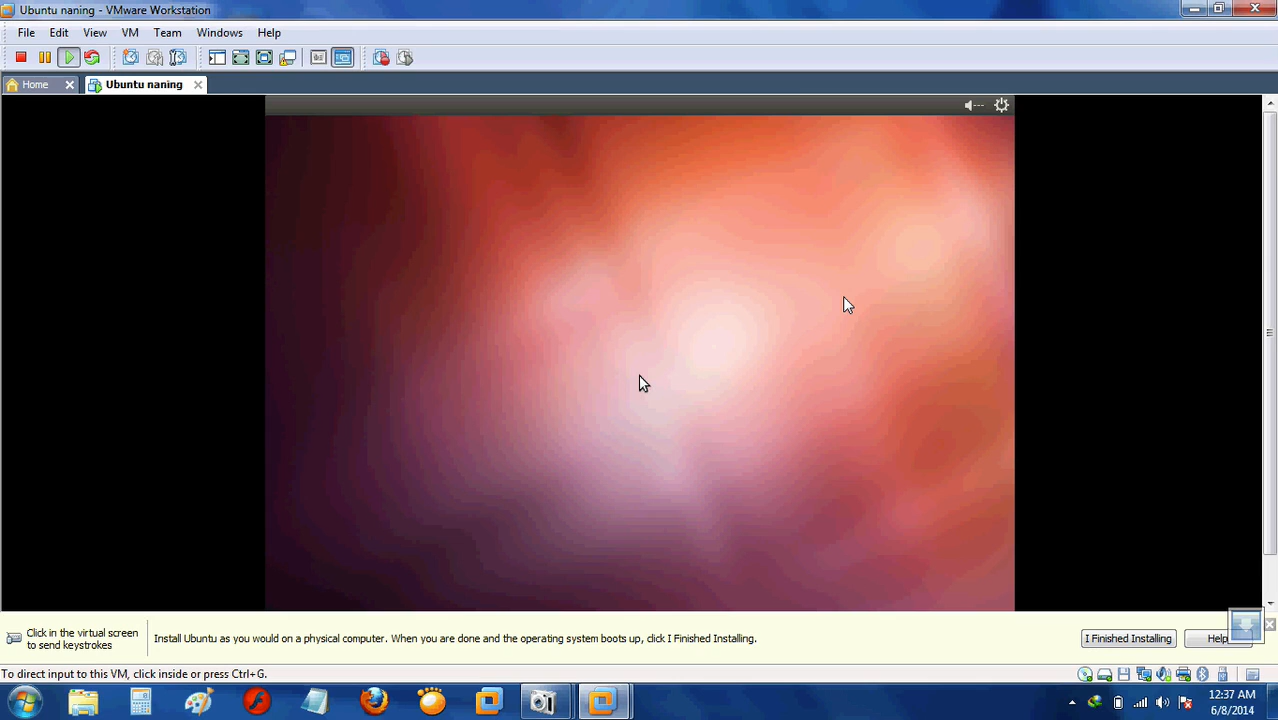 Ubuntu naning - VMware Workstation
File Edit View VM Team Windows Help
Home Ubuntu naning
Click in the virtual screen
to send keystrokes
Install Ubuntu as you would on a physical computer. When you are done and the operating system boots up, click I Finished Installing.
I Finished Installing
Help
To direct input to this VM, click inside or press Ctrl+G.
12:37 AM
6/8/2014